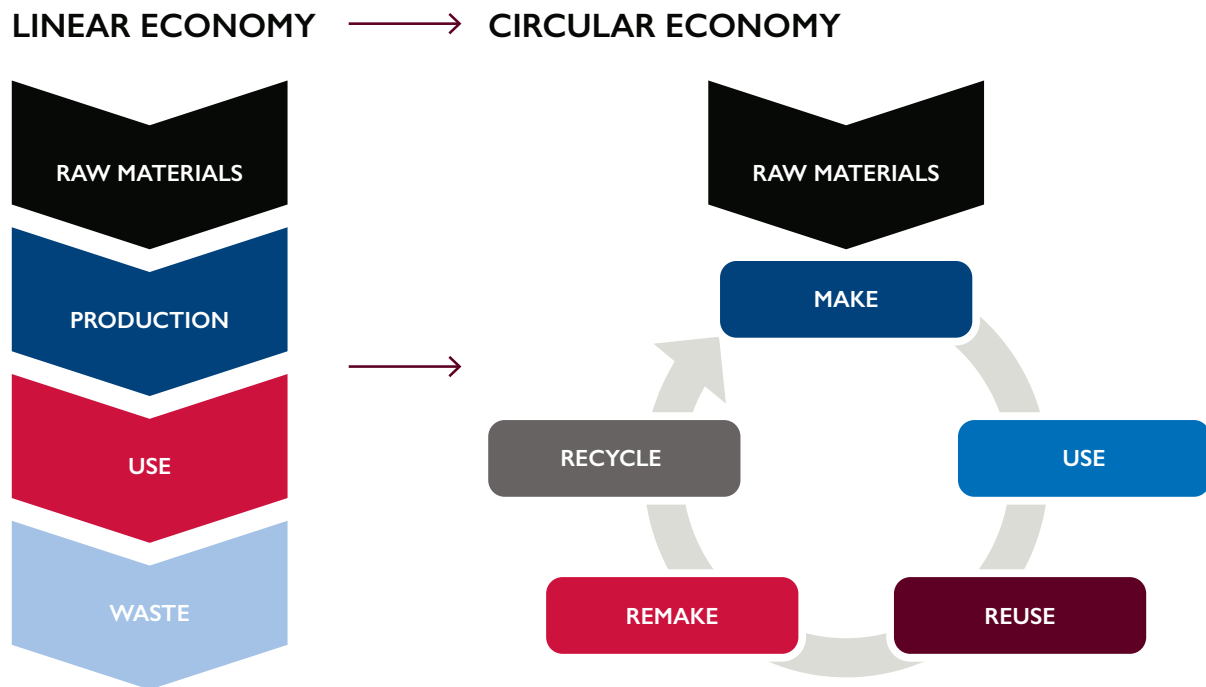 LINEAR ECONOMY
CIRCULAR ECONOMY
RAW MATERIALS
PRODUCTION
USE
WASTE
RAW MATERIALS
MAKE
USE
REUSE
REMAKE
RECYCLE